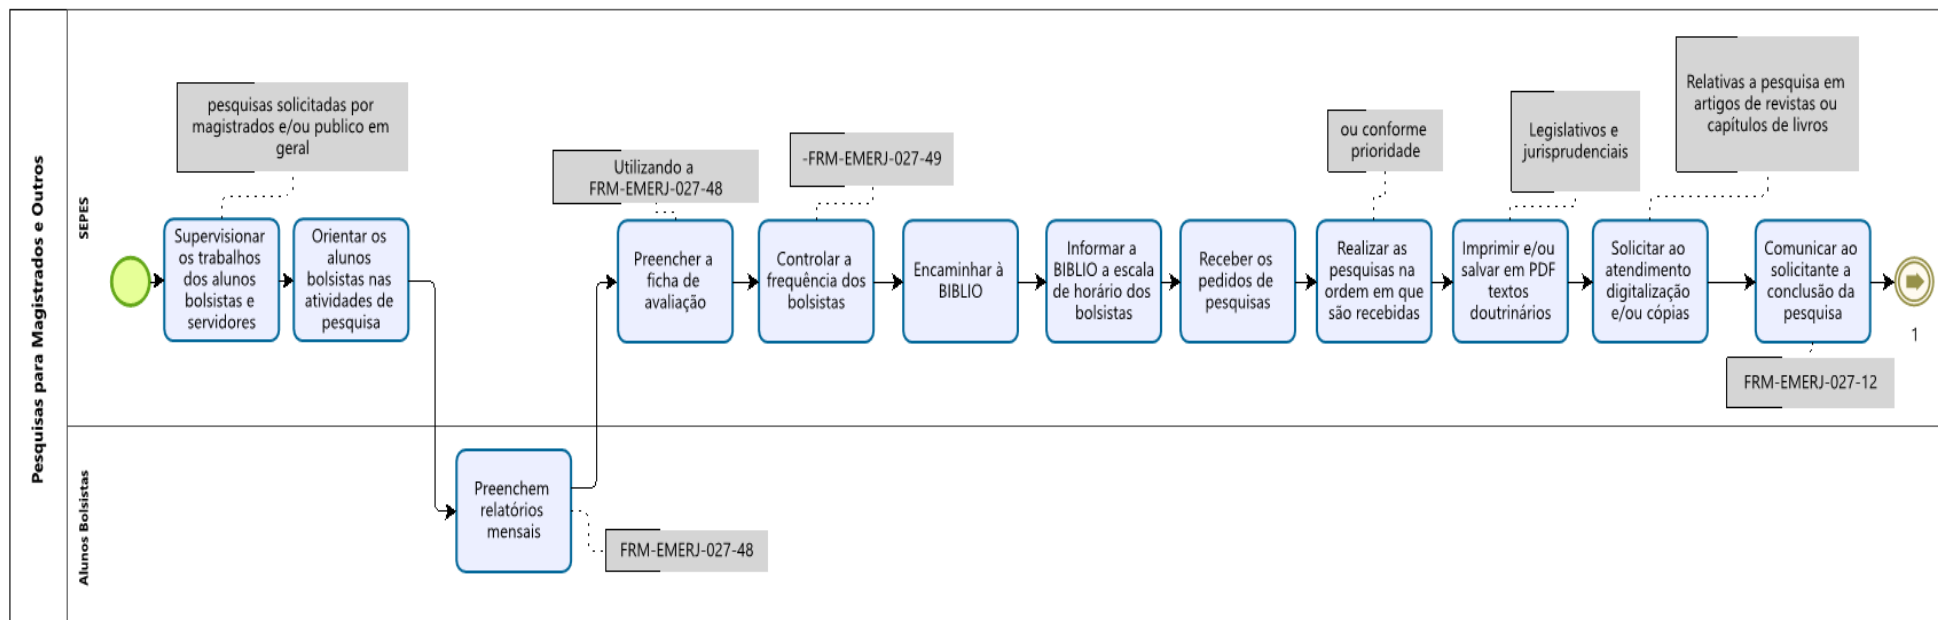 Pesquisas para Magistrados e Outros
SEPES
pesquisas solicitadas por
magistrados e/ou publico em
geral
Supervisionar
os trabalhos
dos alunos
bolsistas e
servidores
Orientar os
alunos
bolsistas nas
atividades de
pesquisa
Utilizando a
FRM-EMERJ-027-48
Preencher a
ficha de
avaliação
-FRM-EMERJ-027-49
Controlar a
frequência dos
bolsistas
Encaminhar à
BIBLIO
Informar a
BIBLIO a escala
de horário dos
bolsistas
Receber os
pedidos de
pesquisas
ou conforme
prioridade
Realizar as
pesquisas na
ordem em que
são recebidas
Legislativos e
jurisprudenciais
Imprimir e/ou
salvar em PDF
textos
doutrinários
Relativas a pesquisa em
artigos de revistas ou
capítulos de livros
Solicitar ao
atendimento
digitalização
e/ou cópias
Comunicar ao
solicitante a
conclusão da
pesquisa
FRM-EMERJ-027-12
1
Alunos Bolsistas
Preenchem
relatórios
mensais
FRM-EMERJ-027-48